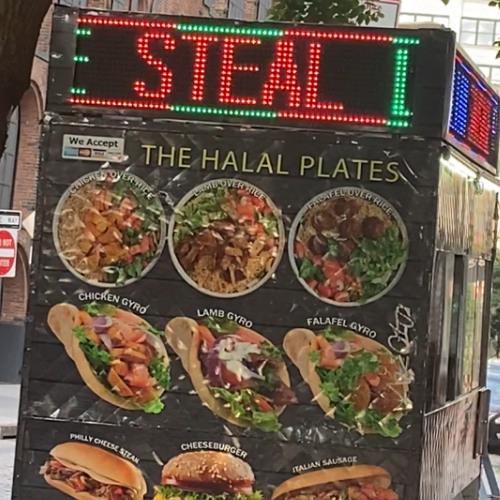 STEAL
We Accept
THE HALAL PLATES
CHICKEN OVER RICE
LAMB OVER RICE
FALAFEL OVER RICE
CHICKEN GYRO
LAMB GYRO
FALAFEL GYRO
PHILLY CHEESE STEAK
CHEESEBURGER
ITALIAN SAUSAGE